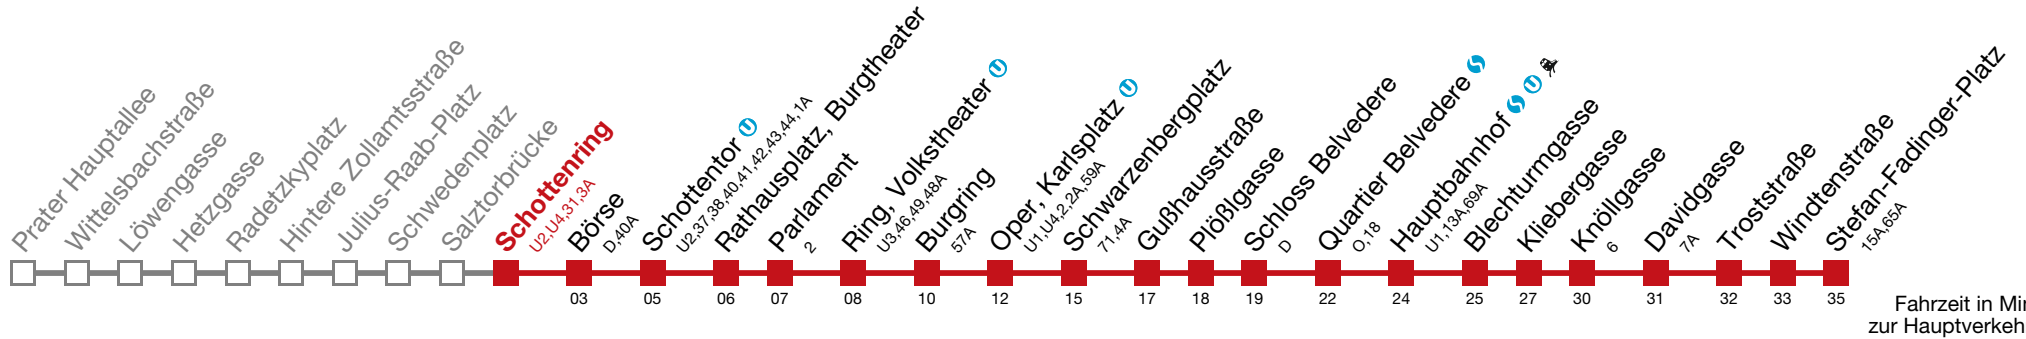 Prater Hauptallee
Wittelsbachstraße
Löwengasse
Hetzgasse
Radetzkyplatz
Hintere Zollamtsstraße
Julius-Raab-Platz
Schwedenplatz
Salztorbrücke
Schottenring
U2,U4,31,3A
Börse
D,40A
03
Schottentor
U2,37,38,40,41,42,43,44,1A
05
Rathausplatz, Burgtheater
06
Parlament
2
07
Ring, Volkstheater
U3,46,49,48A
08
Burgring
57A
10
Oper, Karlsplatz
U1,U4,2,2A,59A
12
Schwarzenbergplatz
71,4A
15
Gußhausstraße
17
Plößlgasse
18
Schloss Belvedere
D
19
Quartier Belvedere
O,18
22
Hauptbahnhof
U1,13A,69A
24
Blechturmgasse
25
Kliebergasse
27
Knöllgasse
6
30
Davidgasse
7A
31
Troststraße
32
Windtenstraße
33
Stefan-Fadinger-Platz
15A,65A
35
Fahrzeit in
zur